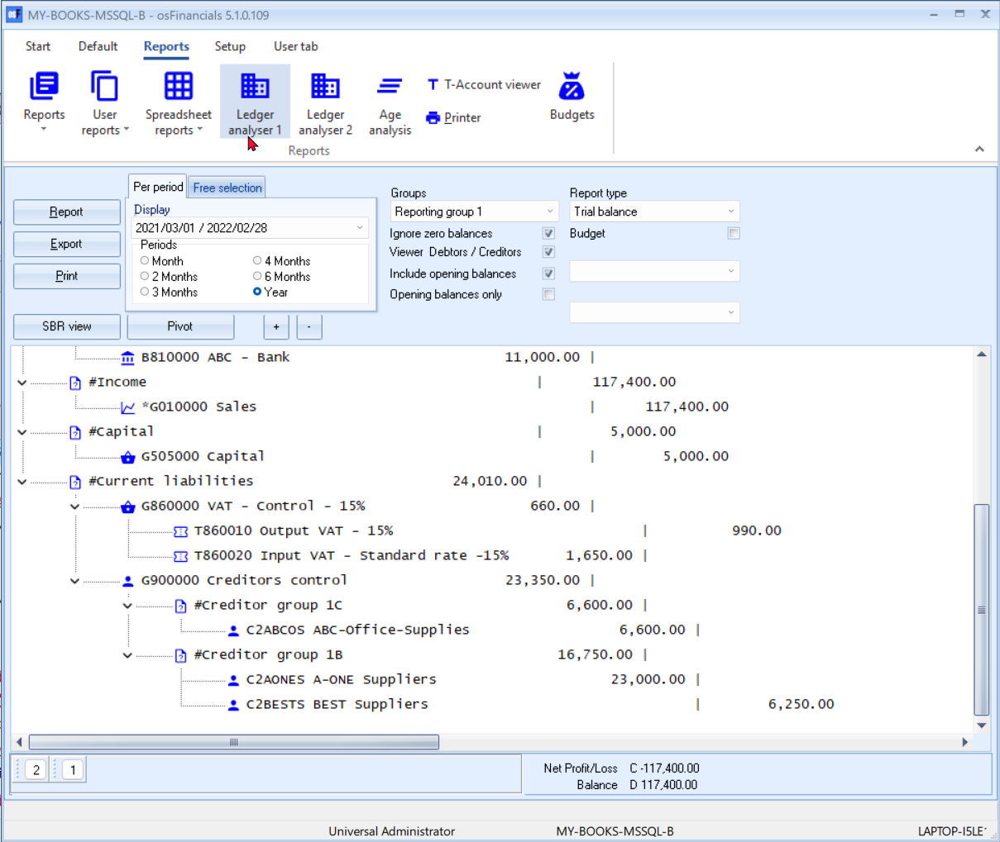 MY-BOOKS-MSSQL-B - osFinancials 5.1.0.109
Start Default Reports Setup User tab
Reports
User reports
Spreadsheet reports
Ledger analyser 1
Ledger analyser 2
Age analysis
T-Account viewer
Printer
Budgets
Reports
Report
Export
Print
Per period Free selection
Display
2021/03/01 / 2022/02/28
Periods
Month 4 Months
2 Months 6 Months
3 Months Year
Groups
Reporting group 1
Ignore zero balances
Viewer Debtors / Creditors
Include opening balances
Opening balances only
Report type
Trial balance
Budget
SBR view Pivot + -
B810000 ABC - Bank 11,000.00 |
#Income | 117,400.00
*G010000 Sales | 117,400.00
#Capital | 5,000.00
G505000 Capital | 5,000.00
#Current liabilities 24,010.00 |
G860000 VAT - Control - 15% 660.00 |
T860010 Output VAT - 15% | 990.00
T860020 Input VAT - Standard rate -15% 1,650.00 |
G900000 Creditors control 23,350.00 |
#Creditor group 1C 6,600.00 |
C2ABCOS ABC-Office-Supplies 6,600.00 |
#Creditor group 1B 16,750.00 |
C2AONES A-ONE Suppliers 23,000.00 |
C2BESTS BEST Suppliers | 6,250.00
2 1
Net Profit/Loss C -117,400.00
Balance D 117,400.00
Universal Administrator MY-BOOKS-MSSQL-B LAPTOP-I5LE